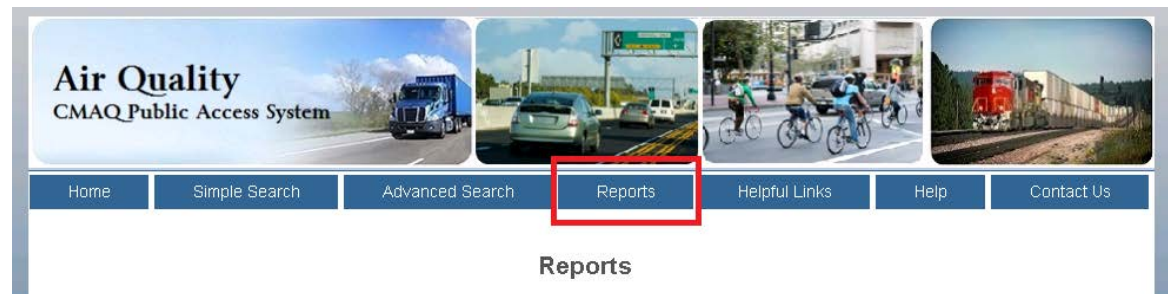 Air Quality
CMAQ Public Access System
Home Simple Search Advanced Search Reports Helpful Links Help Contact Us
Reports